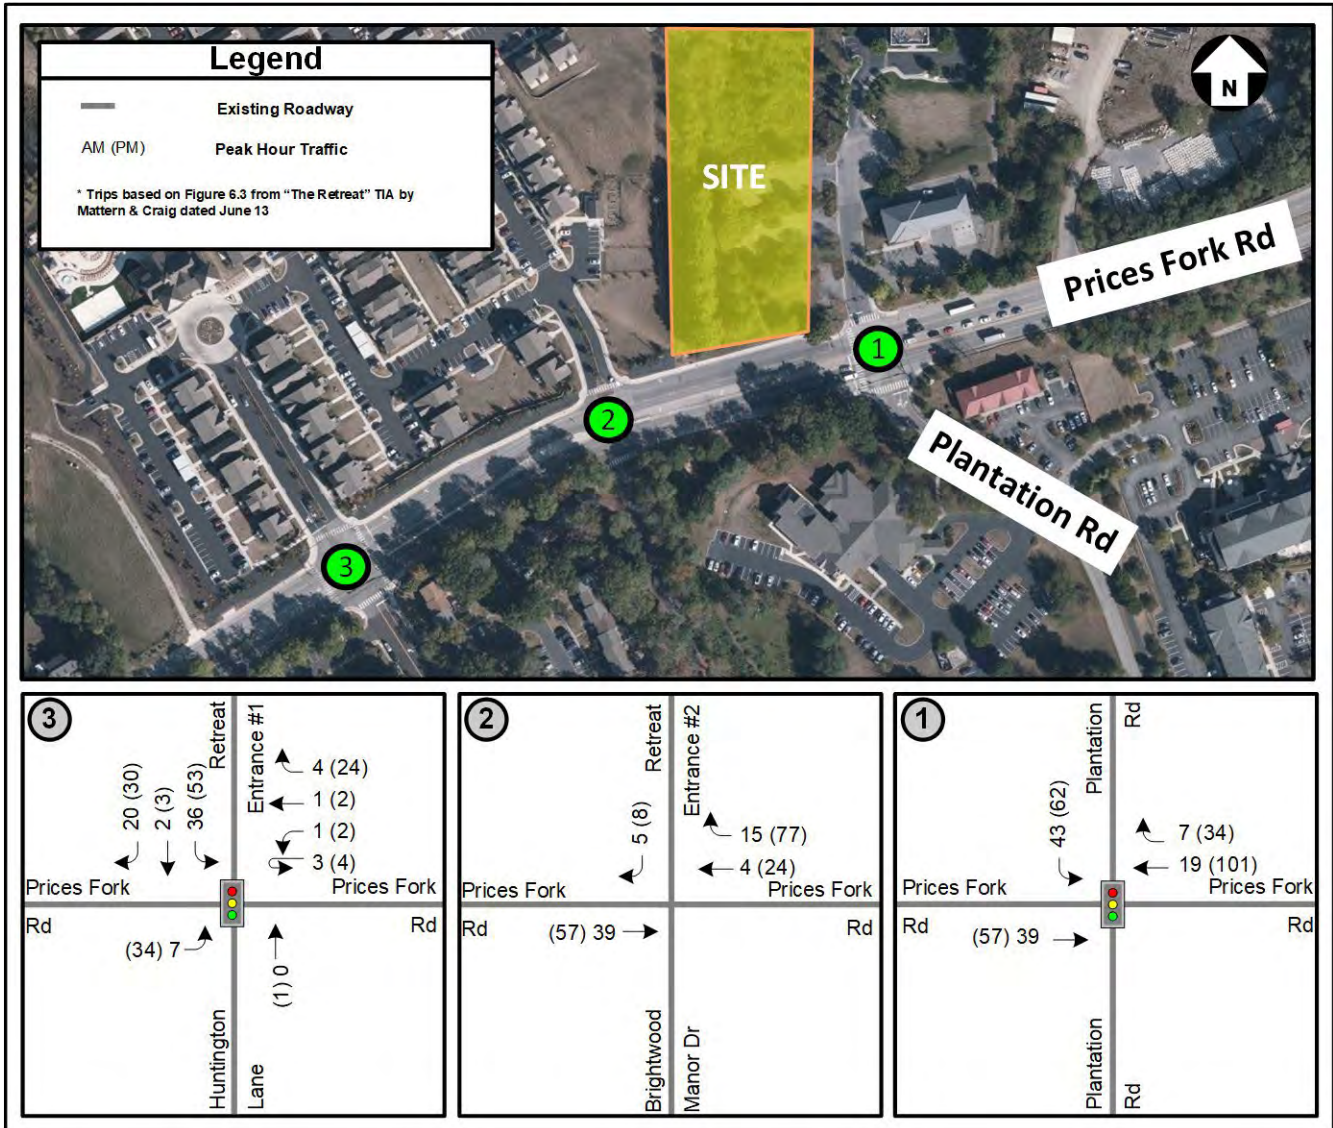 Legend
Existing Roadway
AM (PM)
Peak Hour Traffic
* Trips based on Figure 6.3 from “The Retreat” TIA by
Mattern & Craig dated June 13
N
SITE
Prices Fork Rd
Plantation Rd
1
2
3
3
Retreat
Entrance #1
20 (30)
2 (3)
36 (53)
4 (24)
1 (2)
1 (2)
3 (4)
Prices Fork
Rd
Prices Fork
Rd
(34) 7
(1) 0
Huntington
Lane
2
Retreat
Entrance #2
5 (8)
15 (77)
4 (24)
Prices Fork
Rd
Prices Fork
Rd
(57) 39
Brightwood
Manor Dr
1
Plantation
Rd
43 (62)
7 (34)
19 (101)
Prices Fork
Rd
Prices Fork
Rd
(57) 39
Plantation
Rd